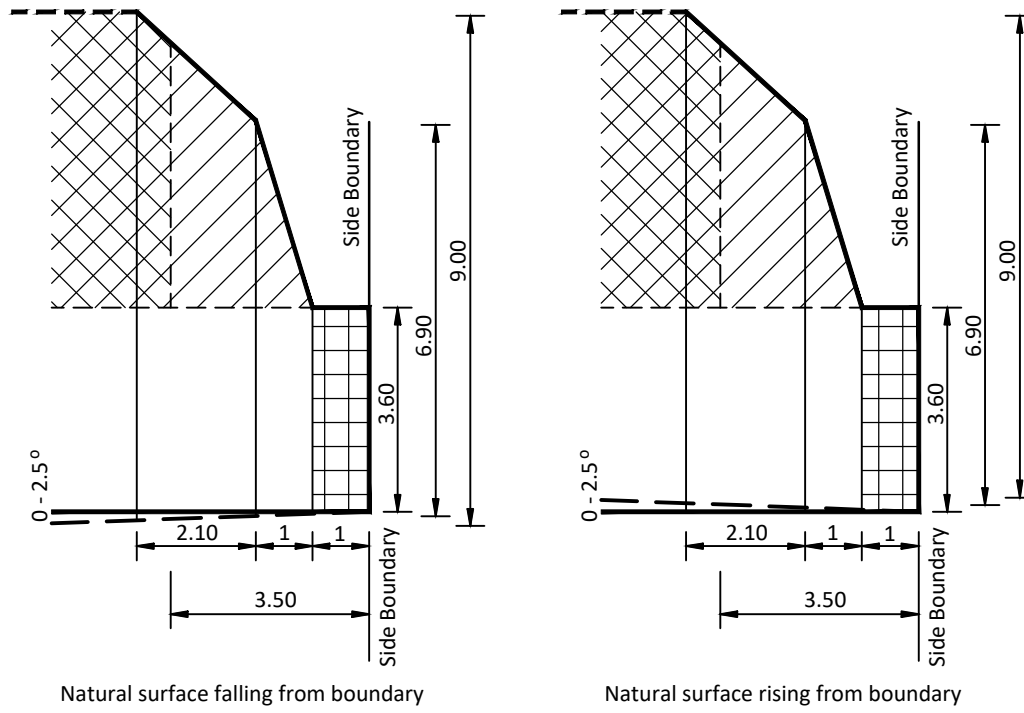 Side Boundary
9.00
6.90
3.60
0 - 2.5 º
2.10
1
1
3.50
Side Boundary
Natural surface falling from boundary
Side Boundary
9.00
6.90
3.60
0 - 2.5 º
2.10
1
1
3.50
Side Boundary
Natural surface rising from boundary